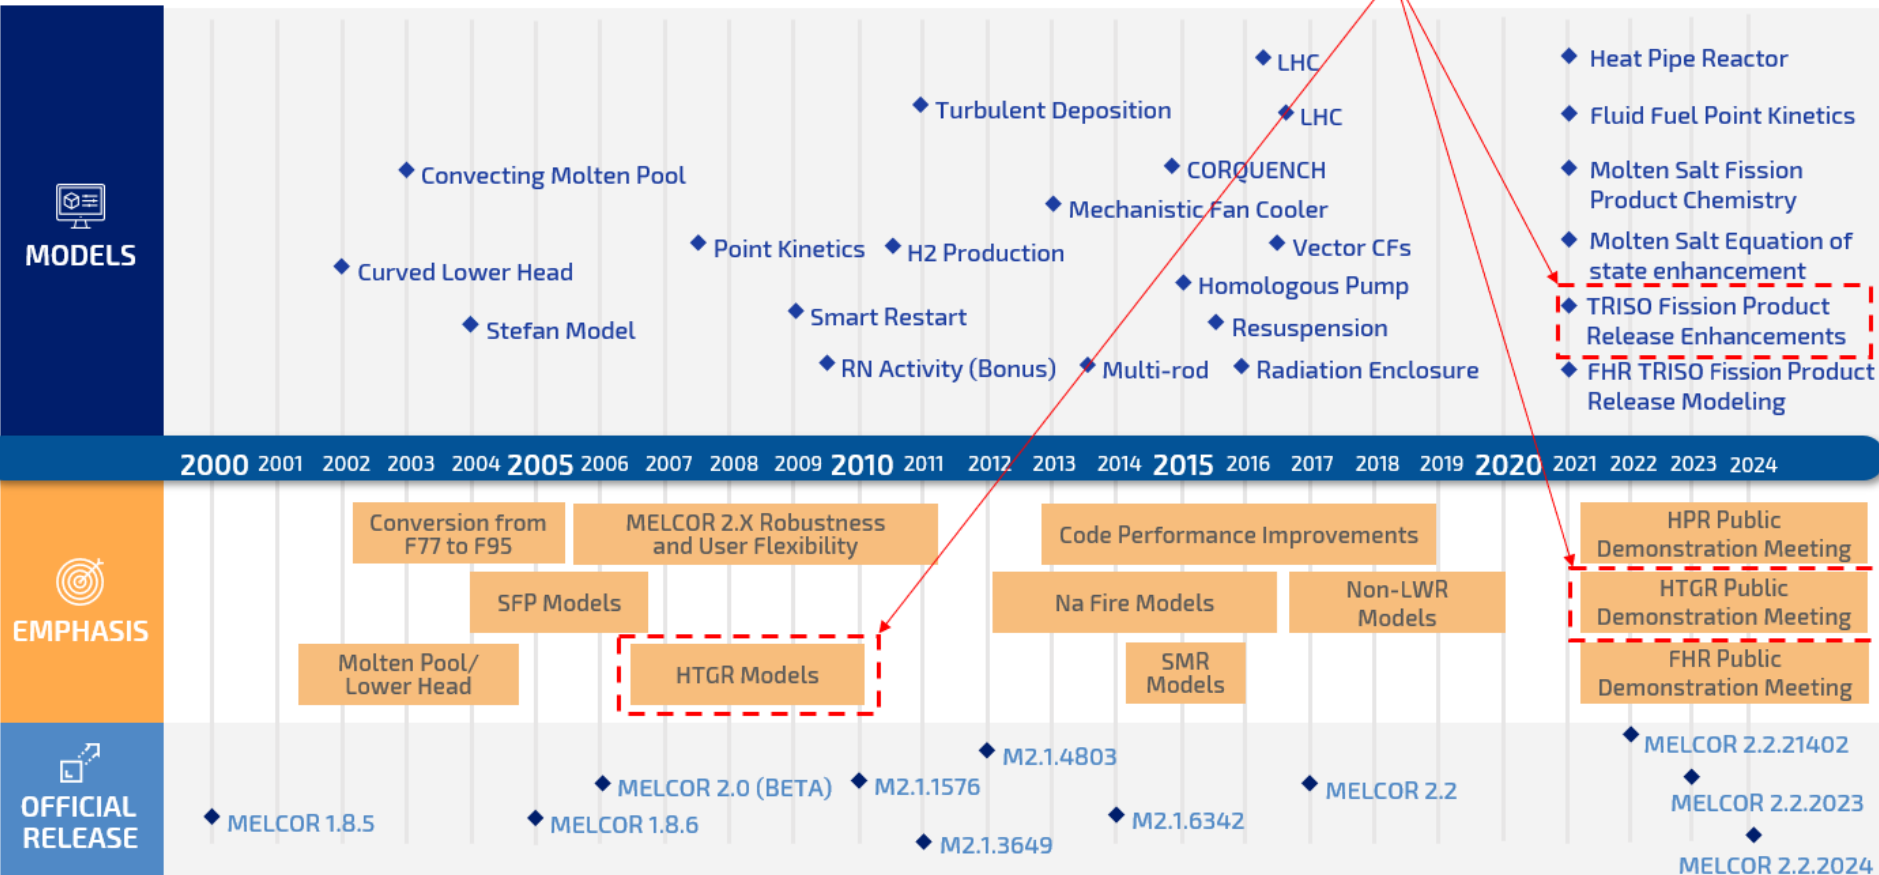 MODELS
LHC
Heat Pipe Reactor
Turbulent Deposition
LHC
Fluid Fuel Point Kinetics
Convecting Molten Pool
CORQUENCH
Molten Salt Fission
Product Chemistry
Mechanistic Fan Cooler
Point Kinetics
H2 Production
Vector CFs
Molten Salt Equation of
state enhancement
Curved Lower Head
Homologous Pump
Smart Restart
Stefan Model
Resuspension
TRISO Fission Product
Release Enhancements
RN Activity (Bonus)
Multi-rod
Radiation Enclosure
FHR TRISO Fission Product
Release Modeling
2000 2001 2002 2003 2004 2005 2006 2007 2008 2009 2010 2011 2012 2013 2014 2015 2016 2017 2018 2019 2020 2021 2022 2023 2024
EMPHASIS
Conversion from
F77 to F95
MELCOR 2.X Robustness
and User Flexibility
Code Performance Improvements
HPR Public
Demonstration Meeting
SFP Models
Na Fire Models
Non-LWR
Models
HTGR Public
Demonstration Meeting
Molten Pool/
Lower Head
HTGR Models
SMR
Models
FHR Public
Demonstration Meeting
OFFICIAL
RELEASE
MELCOR 1.8.5
MELCOR 1.8.6
MELCOR 2.0 (BETA)
M2.1.1576
M2.1.3649
M2.1.4803
M2.1.6342
MELCOR 2.2
MELCOR 2.2.21402
MELCOR 2.2.2023
MELCOR 2.2.2024